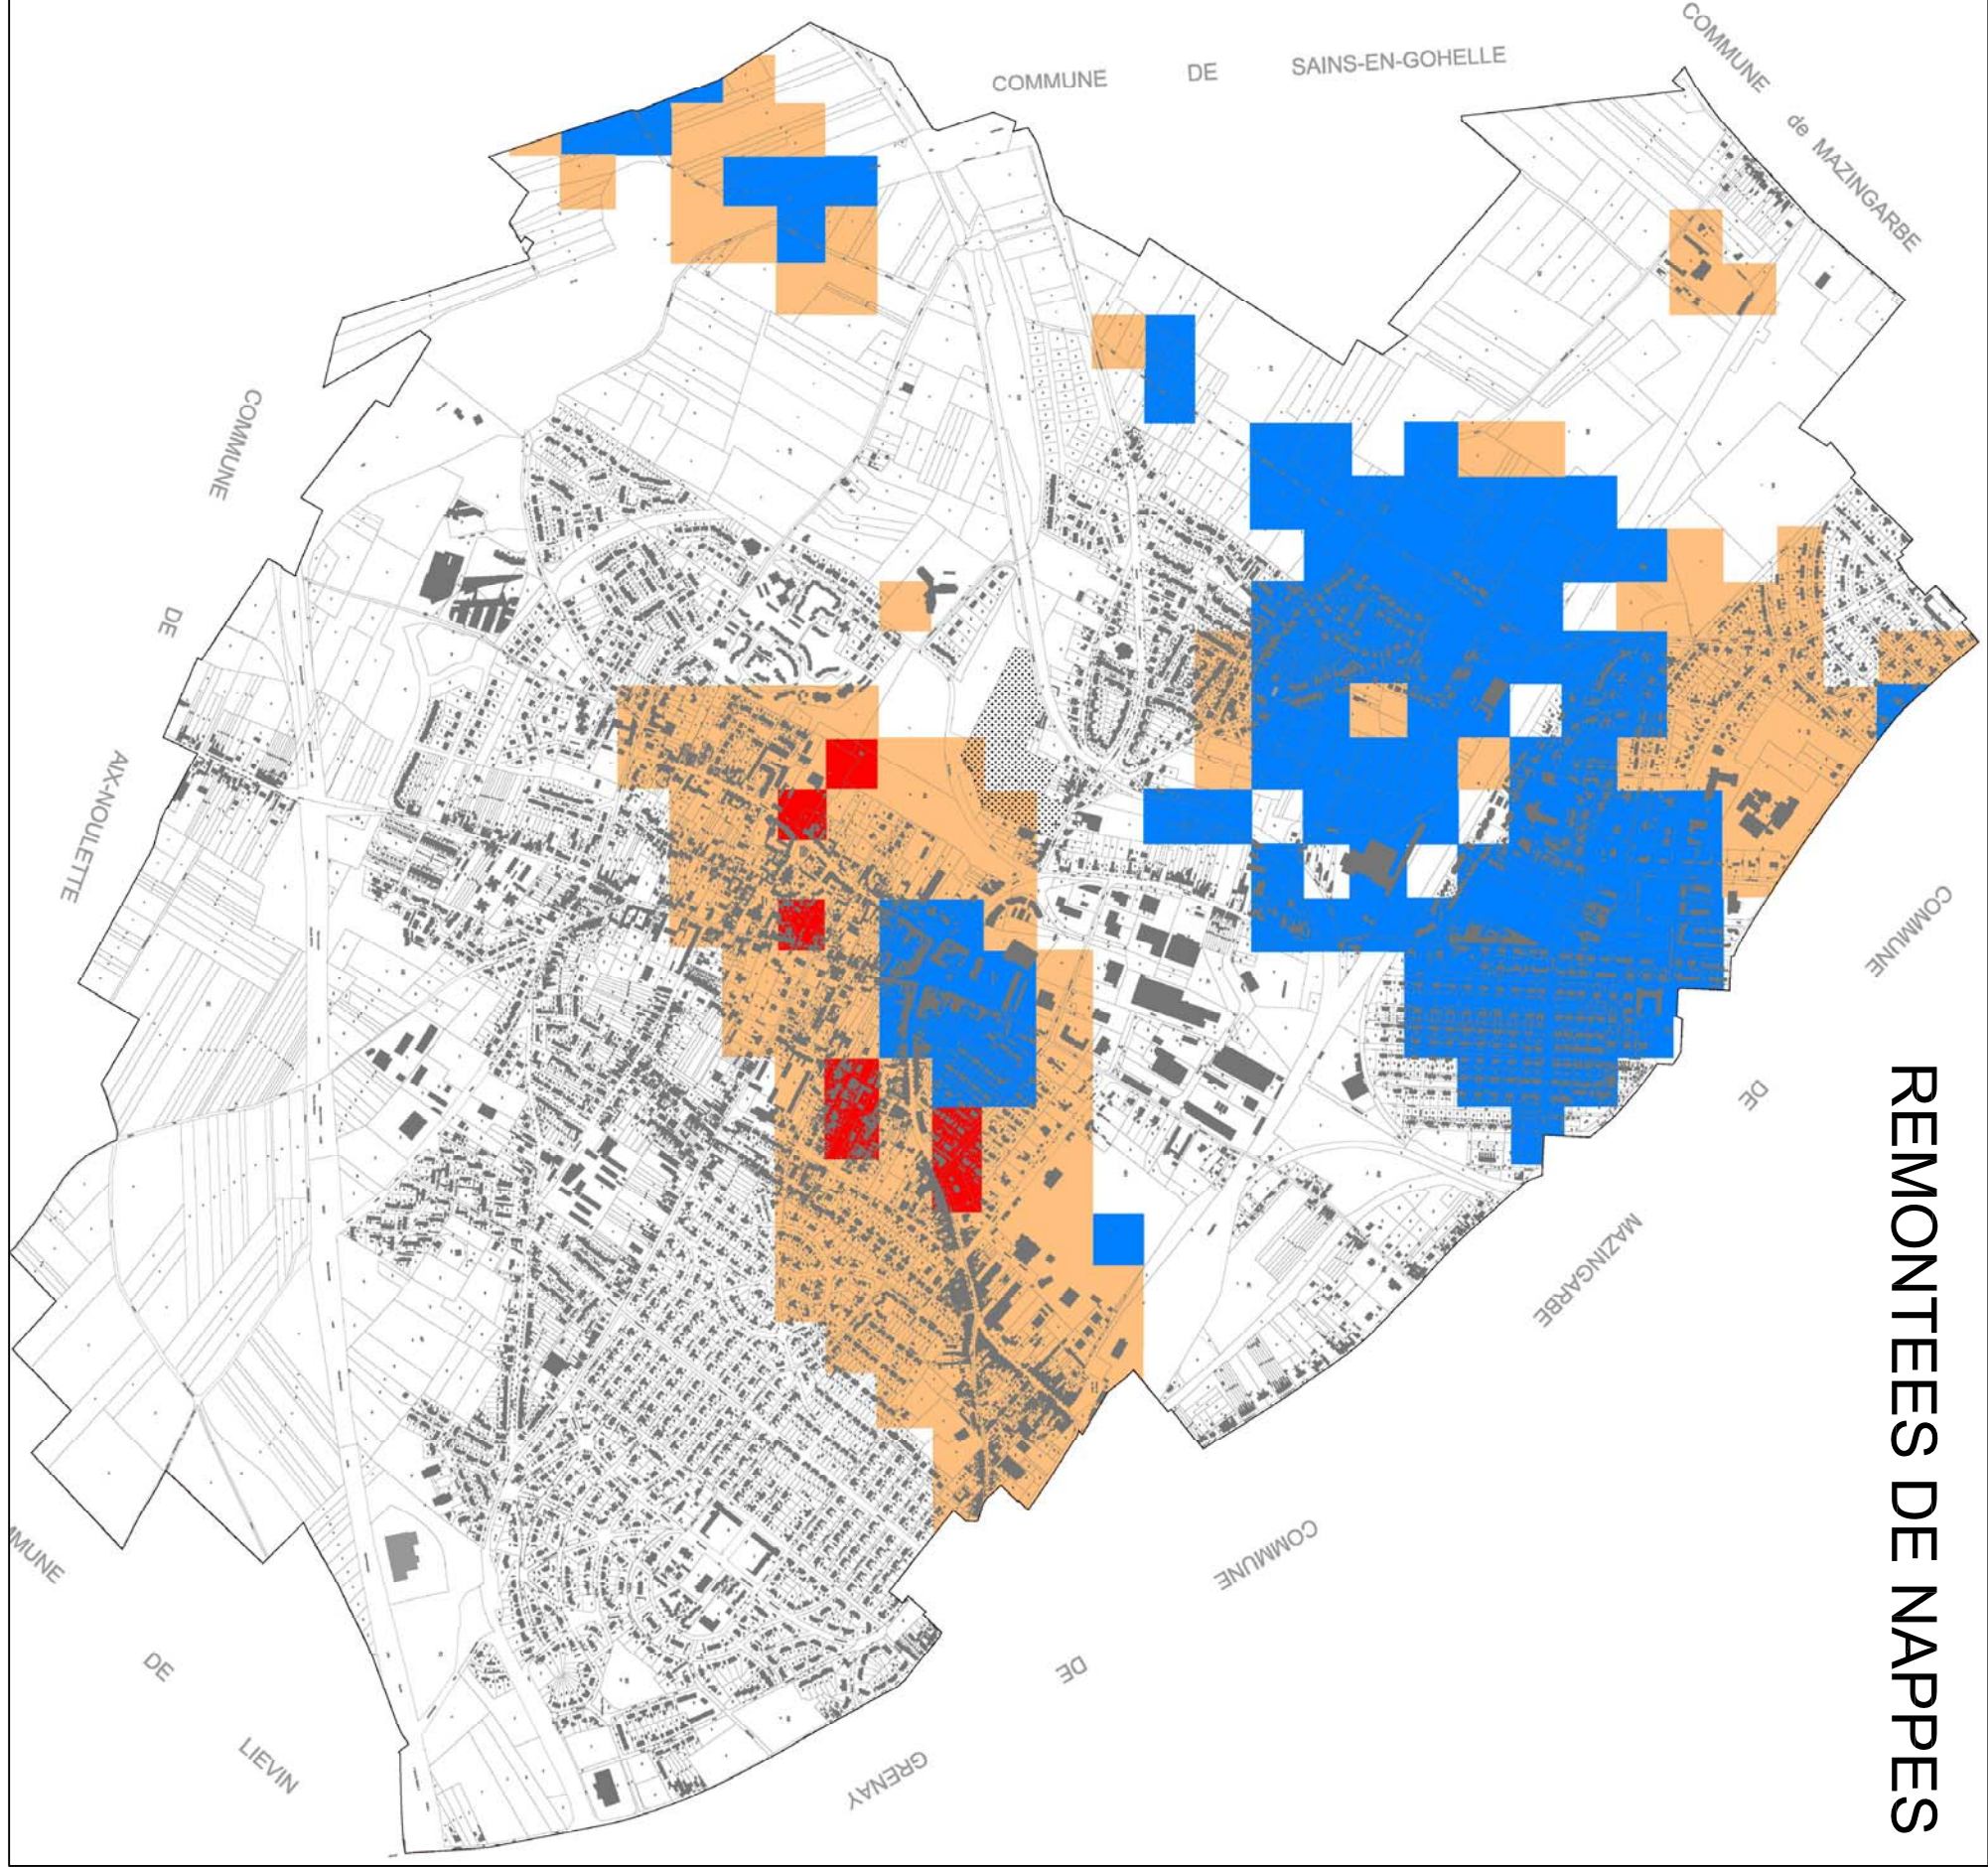 COMMUNE DE SAINS-EN-GOHELLE
COMMUNE de MAZINGARBE
COMMUNE DE AIX-NOULETTE
COMMUNE DE MAZINGARBE
REMONTEES DE NAPPES
MUNE DE LIEVIN
COMMUNE DE GRENAY